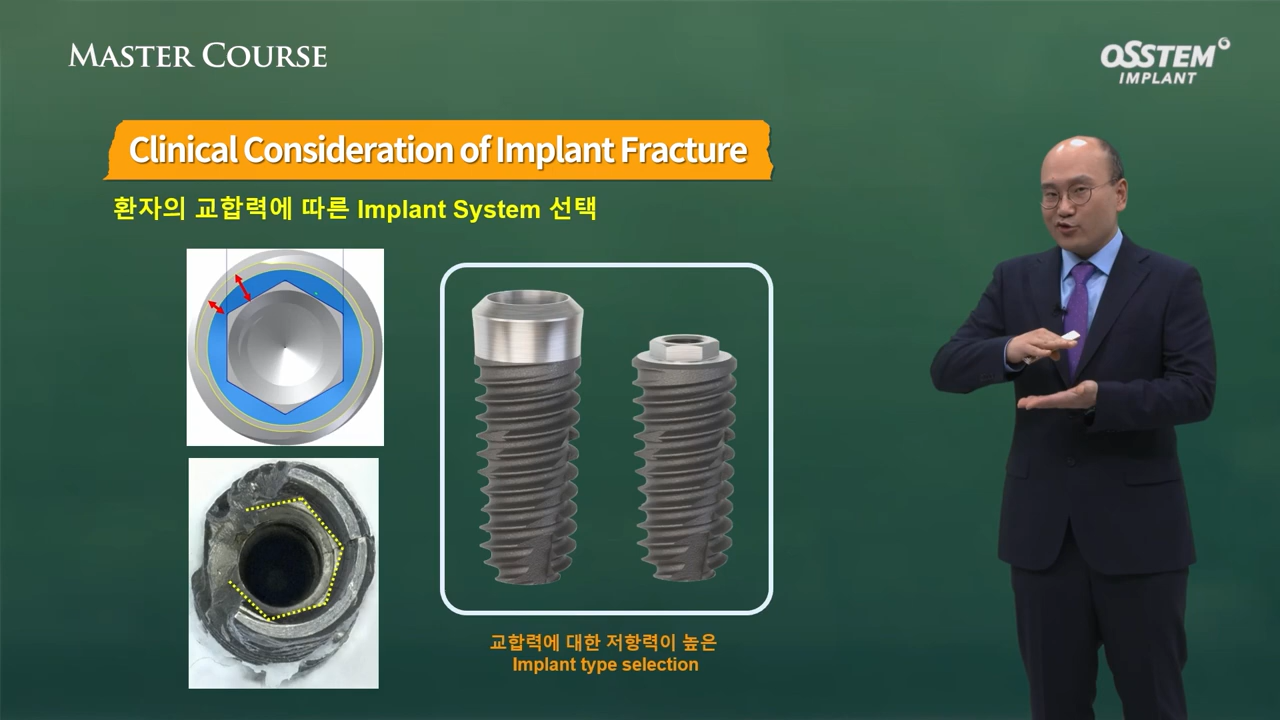 MASTER COURSE
OSSTEM
IMPLANT
Clinical Consideration of Implant Fracture
환자의 교합력에 따른 Implant System 선택
교합력에 대한 저항력이 높은
Implant type selection